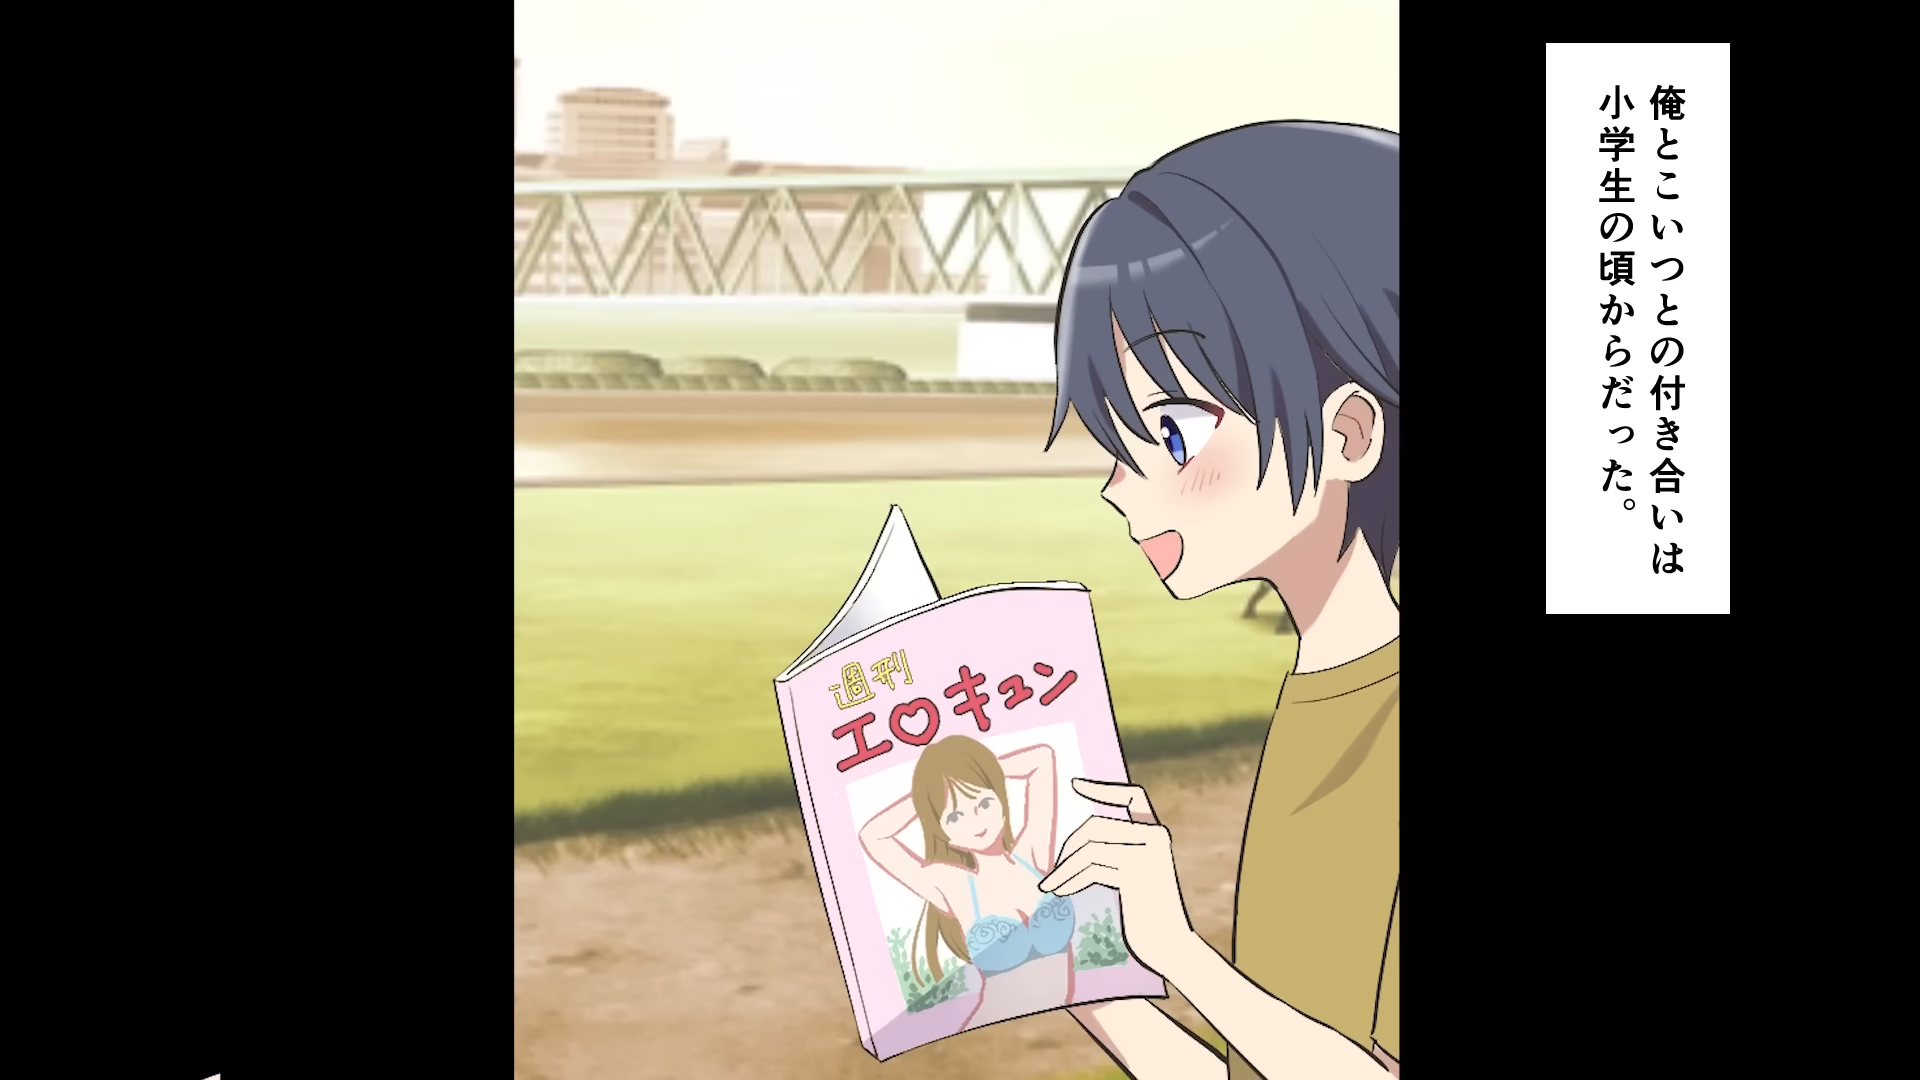 俺とこいつとの付き合いは
小学生の頃からだった。
週刊
エロキュン